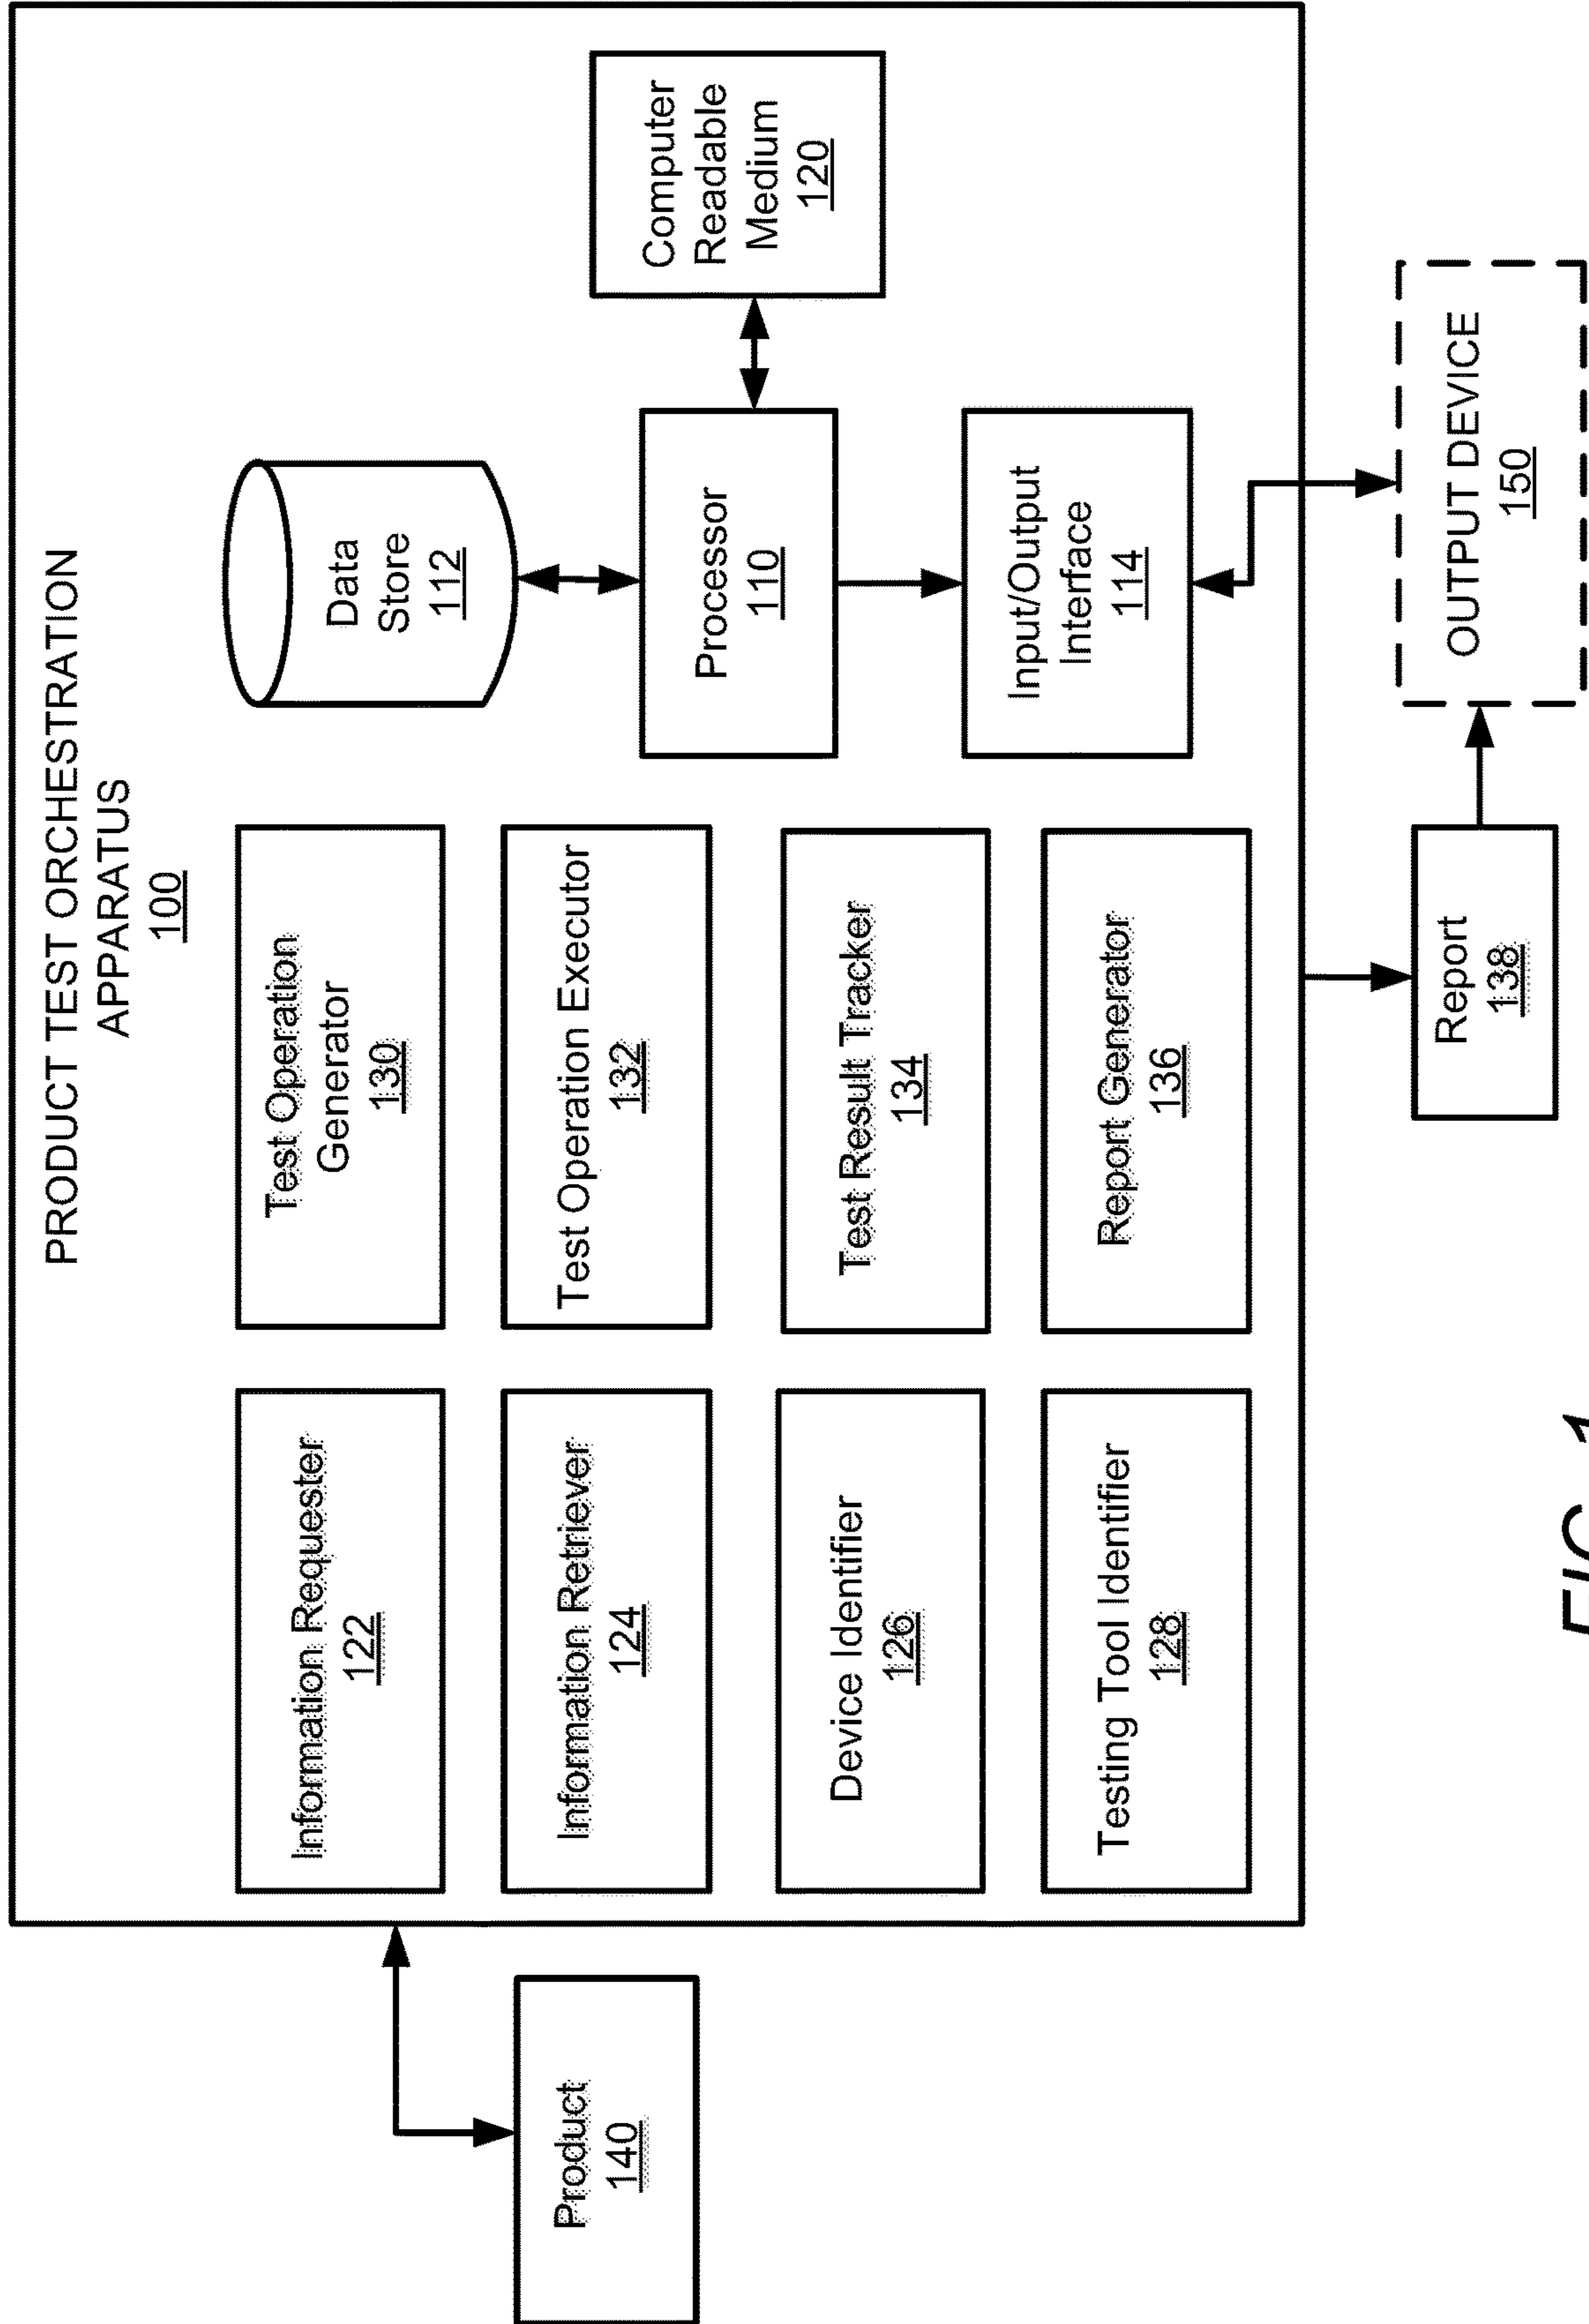 PRODUCT TEST ORCHESTRATION
APPARATUS
100
Information Requester
122
Information Retriever
124
Device Identifier
126
Testing Tool Identifier
128
Test Operation
Generator
130
Test Operation Executor
132
Test Result Tracker
134
Report Generator
136
Data
Store
112
Processor
110
Input/Output
Interface
114
Computer
Readable
Medium
120
Product
140
Report
138
OUTPUT DEVICE
150
FIG. 1